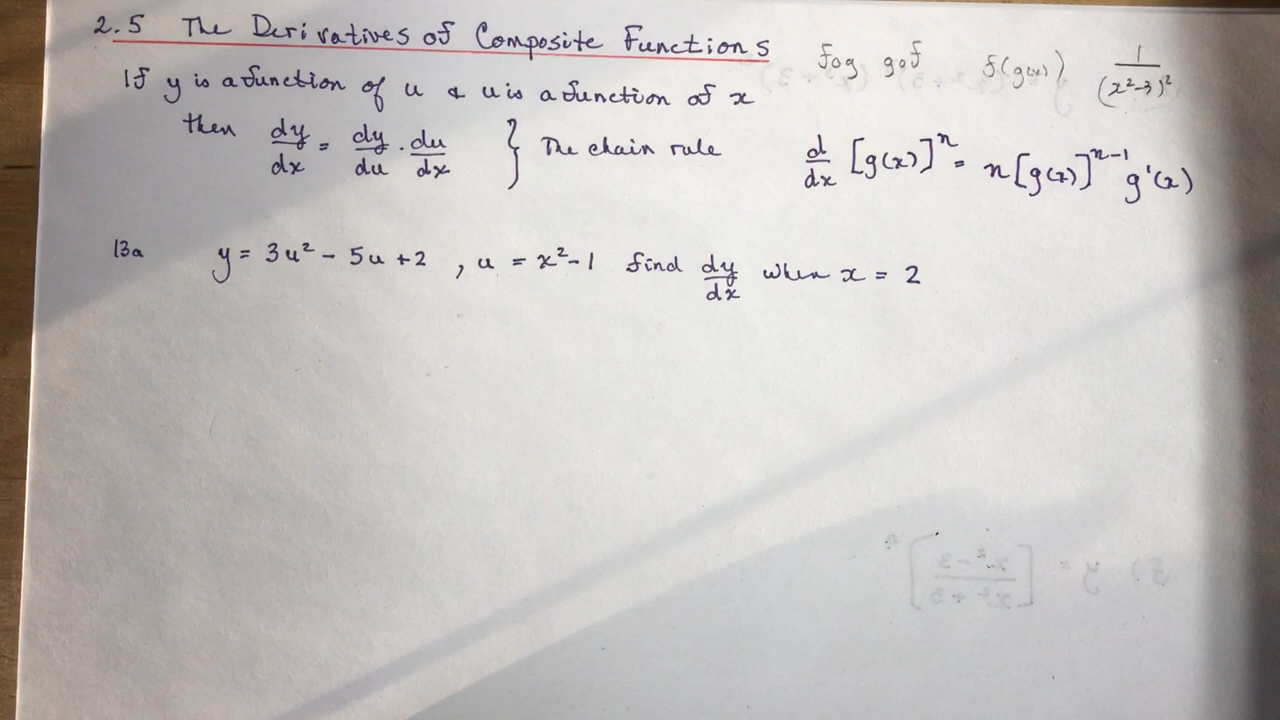 2.5 The Derivatives of Composite Functions
fog gof f(g(x)) 1/(x²-3)²
If y is a function of u & u is a function of x
then dy/dx = dy/du . du/dx } The chain rule
d/dx [g(x)]ⁿ = n[g(x)]ⁿ⁻¹ g'(x)
13a y = 3u² - 5u + 2 , u = x² - 1 find dy/dx when x = 2